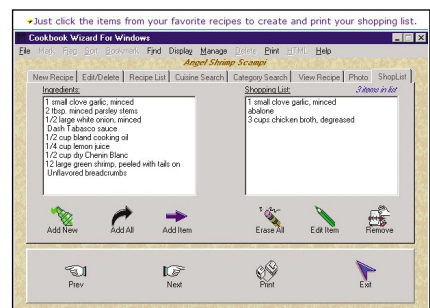 Just click the items from your favorite recipes to create and print your shopping list.
Cookbook Wizard For Windows
File Mark Flag Sort Bookmark Find Display Manage Delete Print HTML Help
Angel Shrimp Scampi
New Recipe Edit/Delete Recipe List Cuisine Search Category Search View Recipe Photo ShopList
Ingredients: Shopping List: 3 items in list
1 small clove garlic, minced
2 tbsp. minced parsley stems
1/2 large white onion, minced
Dash Tabasco sauce
1/2 cup bland cooking oil
1/4 cup lemon juice
1/2 cup dry Chenin Blanc
12 large green shrimp, peeled with tails on
Unflavored breadcrumbs
1 small clove garlic, minced
abalone
3 cups chicken broth, degreased
Add New Add All Add Item Erase All Edit Item Remove
Prev Next Print Exit